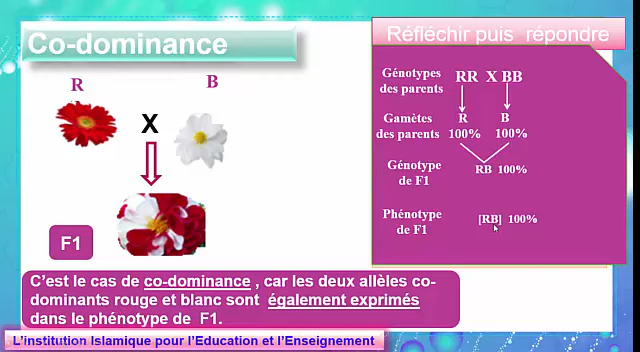 Co-dominance
R
B
X
F1
Réfléchir puis répondre
Génotypes
des parents
RR X BB
Gamètes
des parents
R
B
100%
100%
Génotype
de F1
RB 100%
Phénotype
de F1
[RB] 100%
C'est le cas de co-dominance , car les deux allèles co-
dominants rouge et blanc sont également exprimés
dans le phénotype de F1.
L'institution Islamique pour l'Education et l'Enseignement